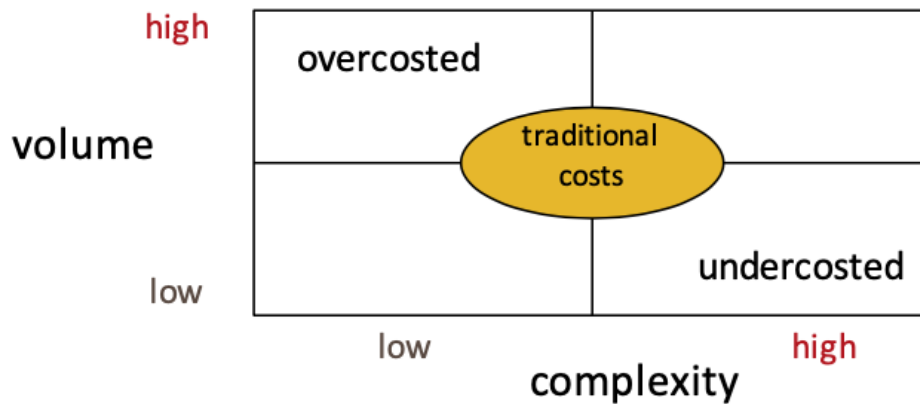 high
overcosted
volume
traditional
costs
undercosted
low
low
high
complexity